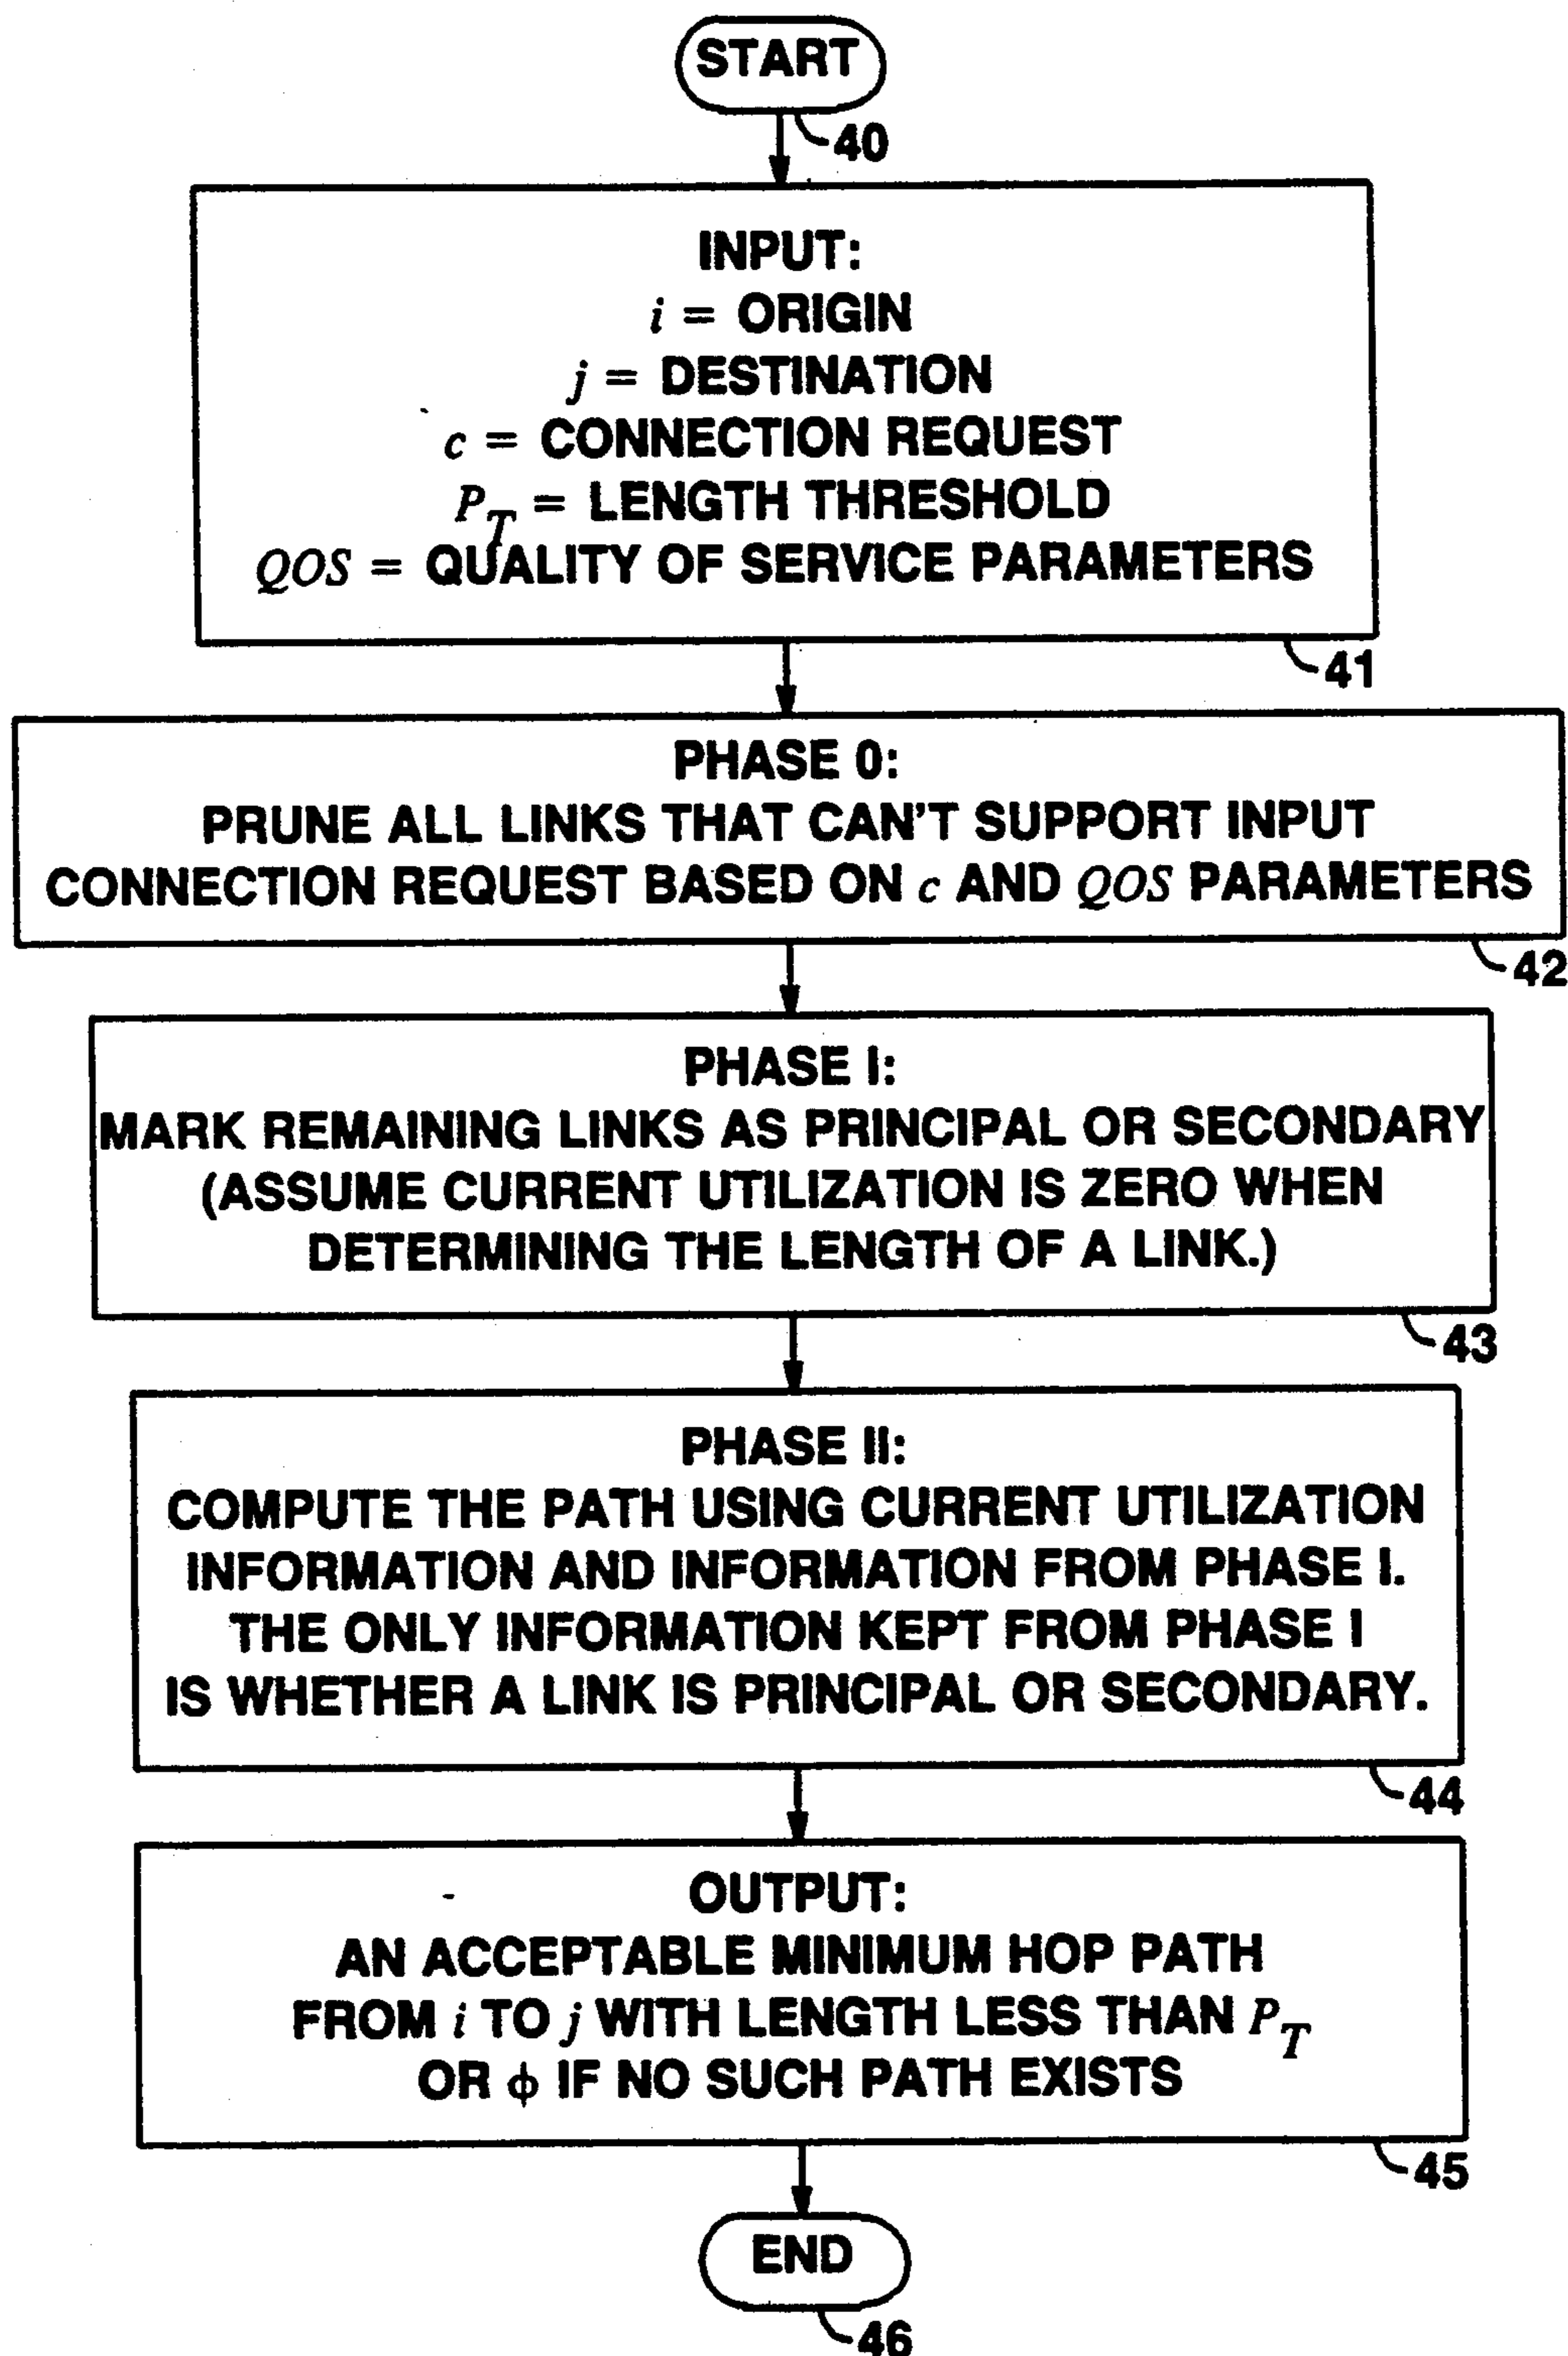 START
40
INPUT:
i = ORIGIN
j = DESTINATION
c = CONNECTION REQUEST
P_T = LENGTH THRESHOLD
QOS = QUALITY OF SERVICE PARAMETERS
41
PHASE 0:
PRUNE ALL LINKS THAT CAN'T SUPPORT INPUT
CONNECTION REQUEST BASED ON c AND QOS PARAMETERS
42
PHASE I:
MARK REMAINING LINKS AS PRINCIPAL OR SECONDARY
(ASSUME CURRENT UTILIZATION IS ZERO WHEN
DETERMINING THE LENGTH OF A LINK.)
43
PHASE II:
COMPUTE THE PATH USING CURRENT UTILIZATION
INFORMATION AND INFORMATION FROM PHASE I.
THE ONLY INFORMATION KEPT FROM PHASE I
IS WHETHER A LINK IS PRINCIPAL OR SECONDARY.
44
OUTPUT:
AN ACCEPTABLE MINIMUM HOP PATH
FROM i TO j WITH LENGTH LESS THAN P_T
OR ϕ IF NO SUCH PATH EXISTS
45
END
46